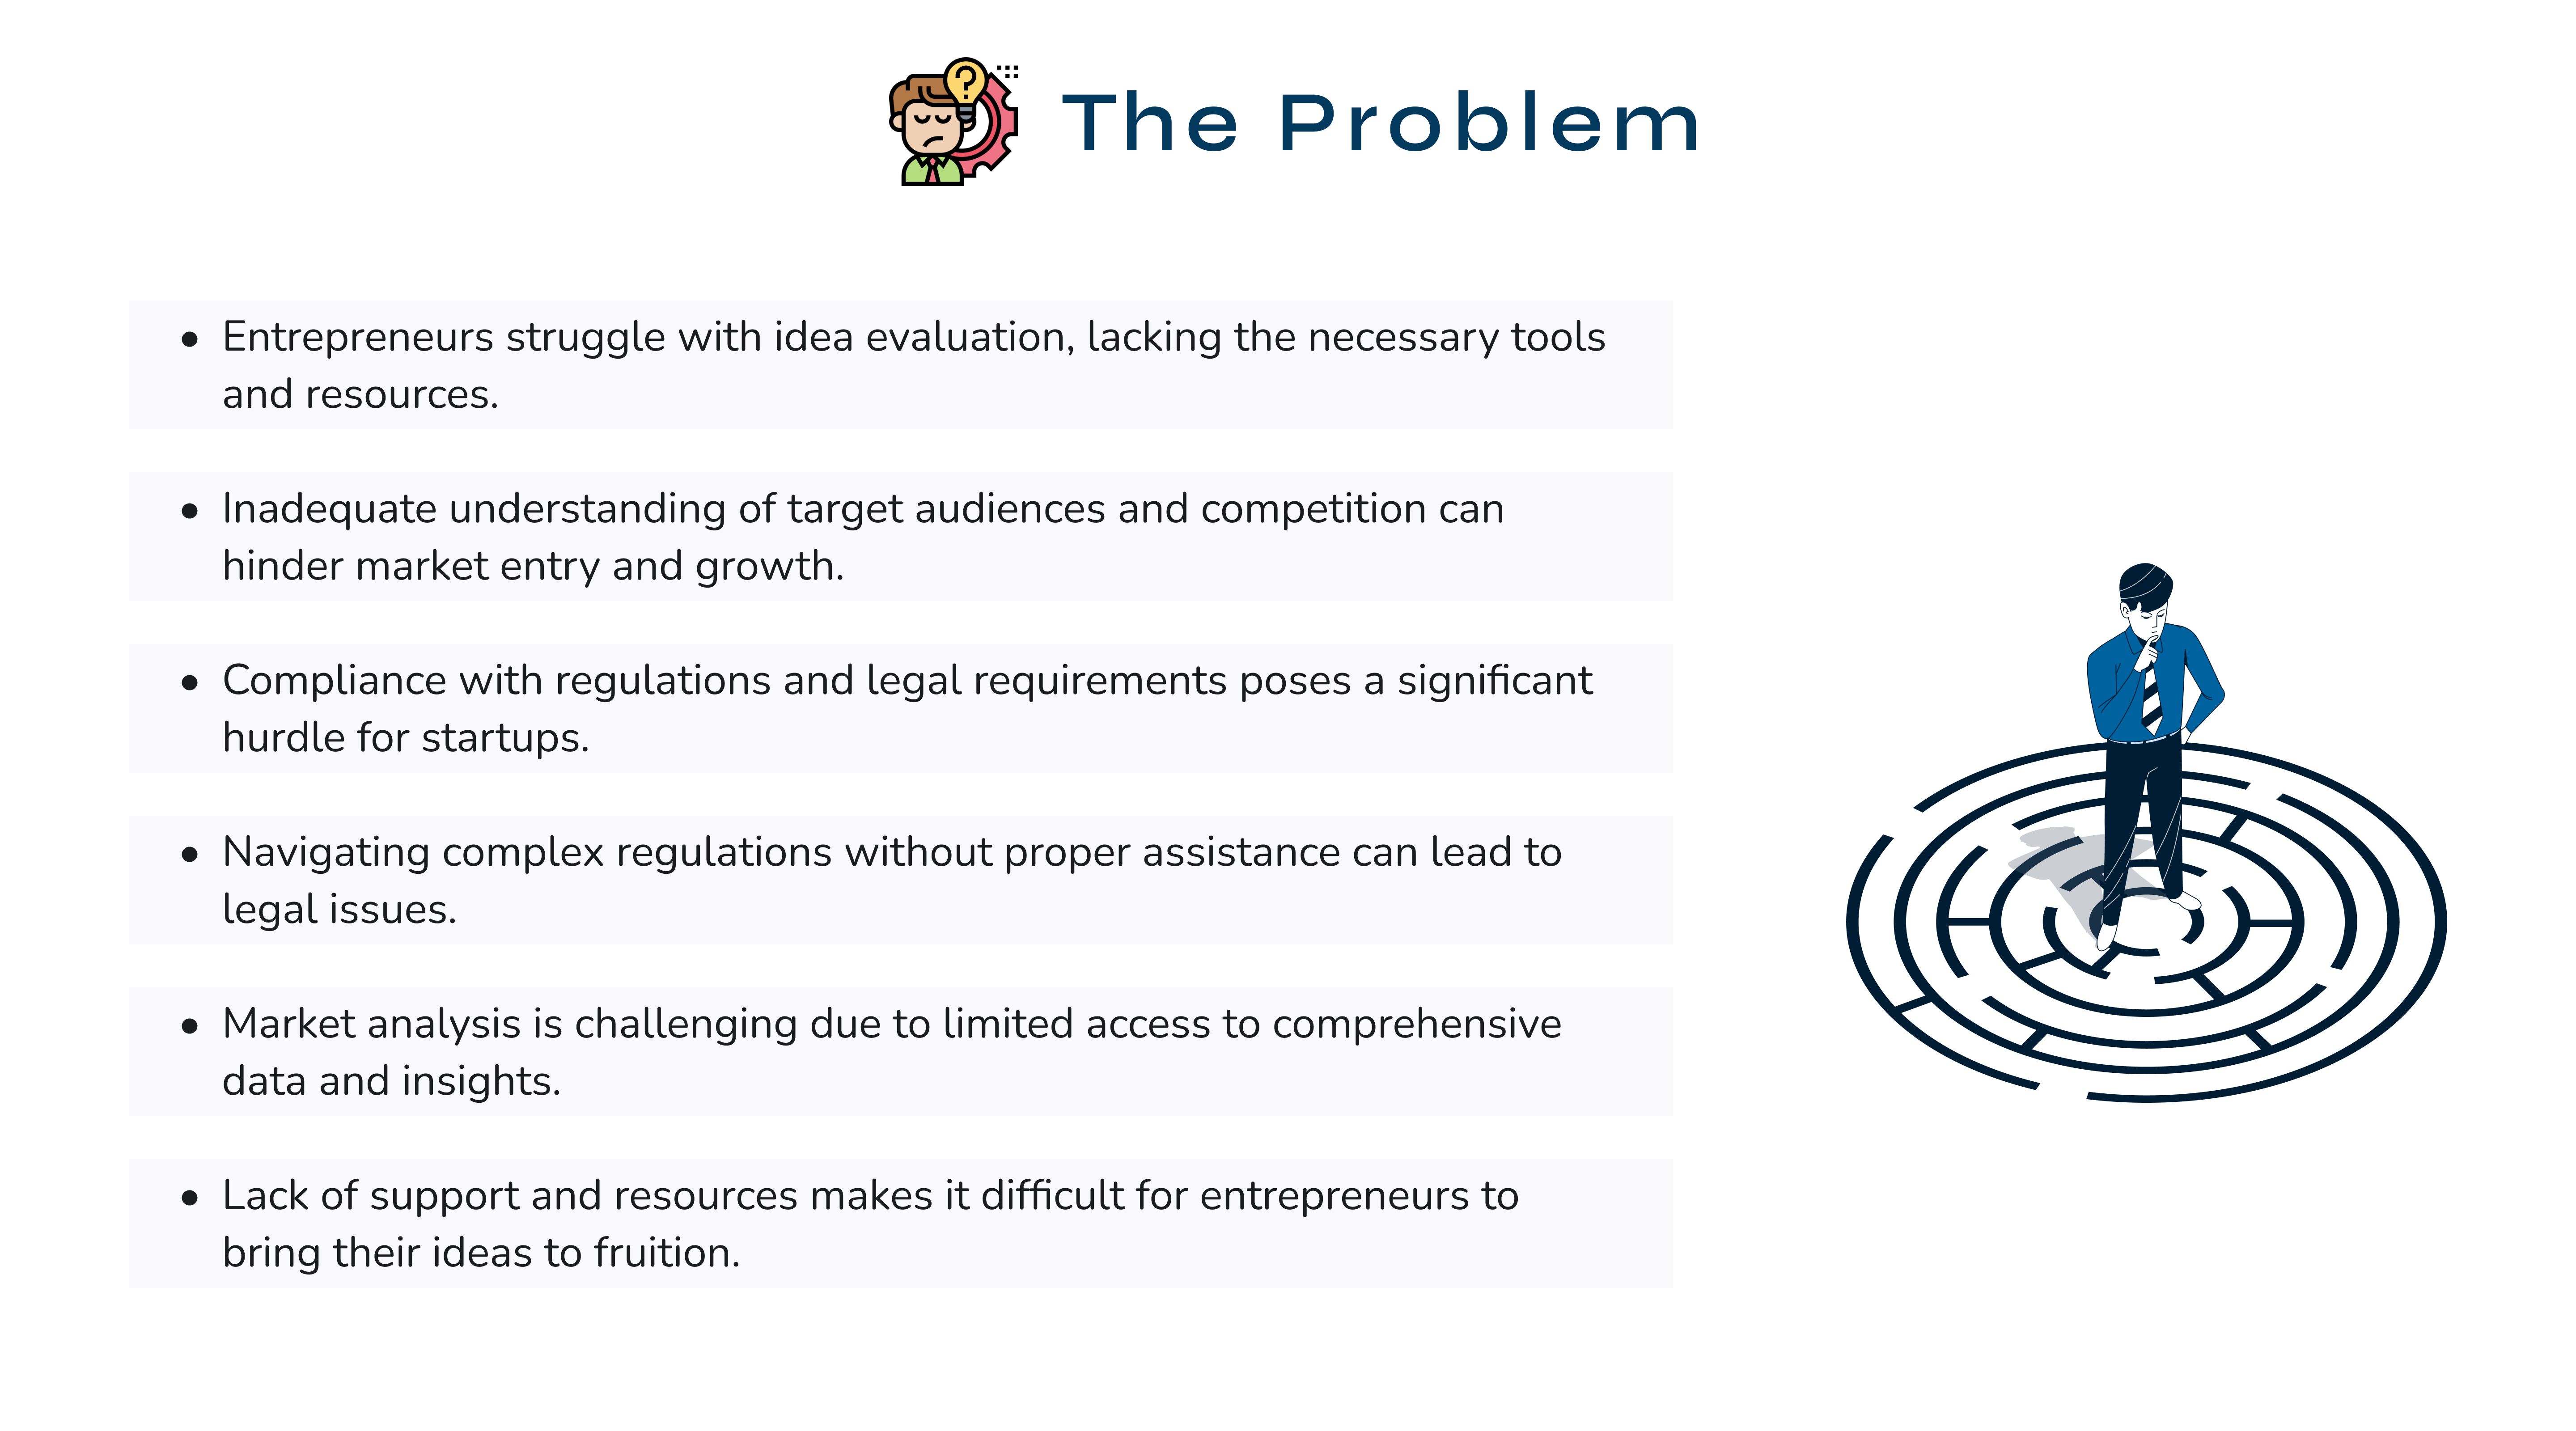 ?
The Problem
• Entrepreneurs struggle with idea evaluation, lacking the necessary tools
and resources.
• Inadequate understanding of target audiences and competition can
hinder market entry and growth.
• Compliance with regulations and legal requirements poses a significant
hurdle for startups.
• Navigating complex regulations without proper assistance can lead to
legal issues.
• Market analysis is challenging due to limited access to comprehensive
data and insights.
• Lack of support and resources makes it difficult for entrepreneurs to
bring their ideas to fruition.